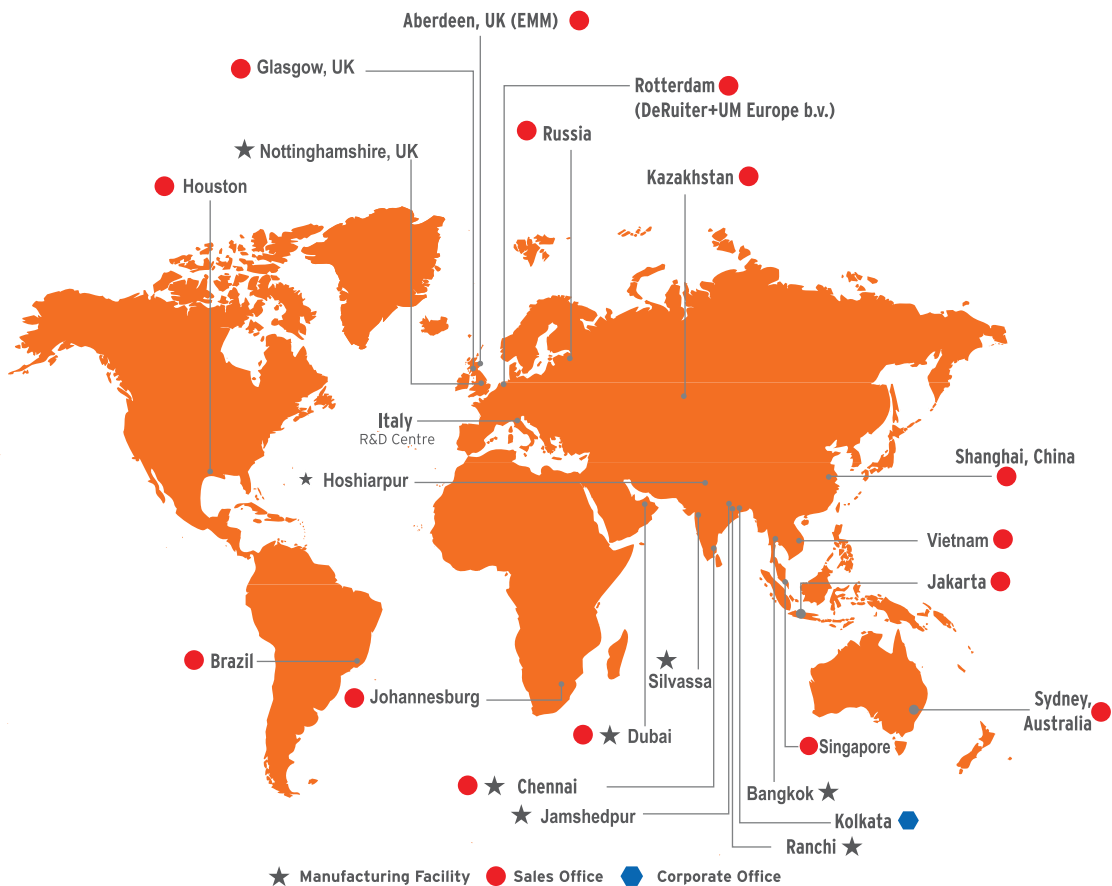 Aberdeen, UK (EMM)
Glasgow, UK
Rotterdam
(DeRuiter+UM Europe b.v.)
Russia
Nottinghamshire, UK
Kazakhstan
Houston
Italy
R&D Centre
Shanghai, China
Hoshiarpur
Vietnam
Jakarta
Brazil
Silvassa
Johannesburg
Sydney,
Australia
Dubai
Singapore
Chennai
Bangkok
Jamshedpur
Kolkata
Ranchi
Manufacturing Facility
Sales Office
Corporate Office